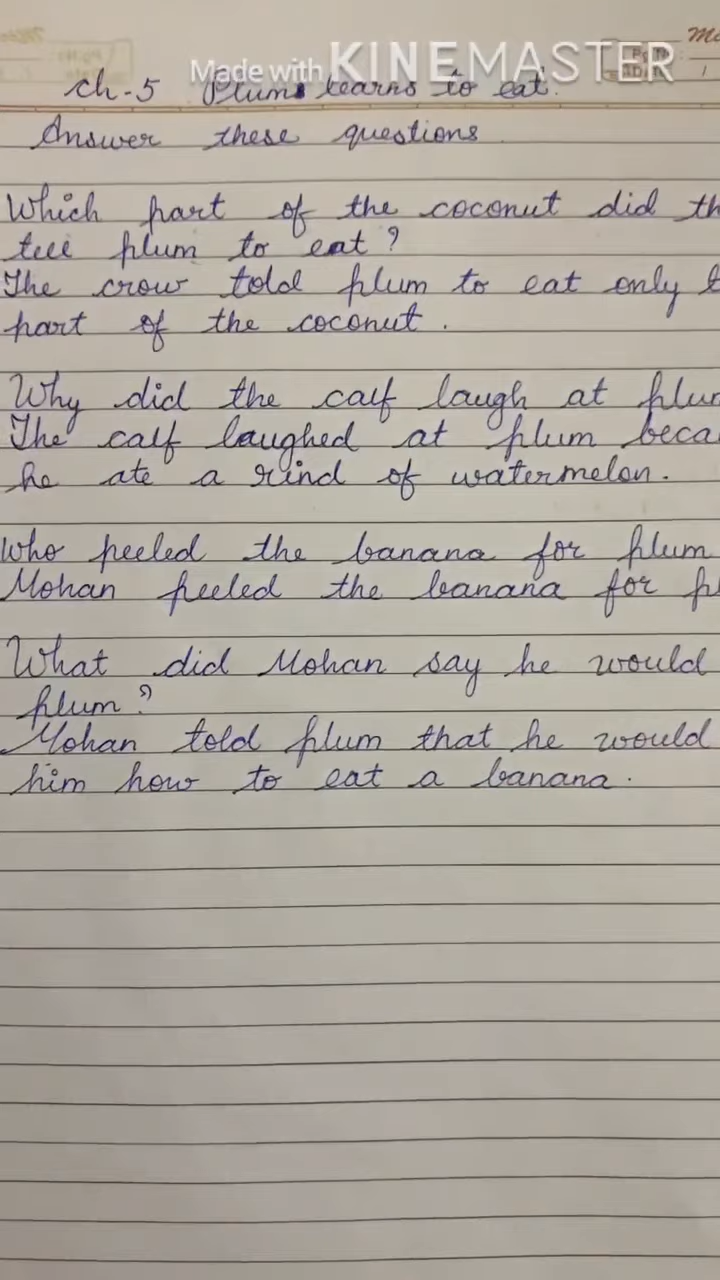 Made with KINEMASTER
Ch-5 Plum learns to eat.
Answer these questions
Which part of the coconut did th
tell plum to eat?
The crow told plum to eat only
part of the coconut.
Why did the calf laugh at plum
The calf laughed at plum beca
he ate a rind of watermelon.
Who peeled the banana for plum
Mohan peeled the banana for pl
What did Mohan say he would
plum?
Mohan told plum that he would
him how to eat a banana.